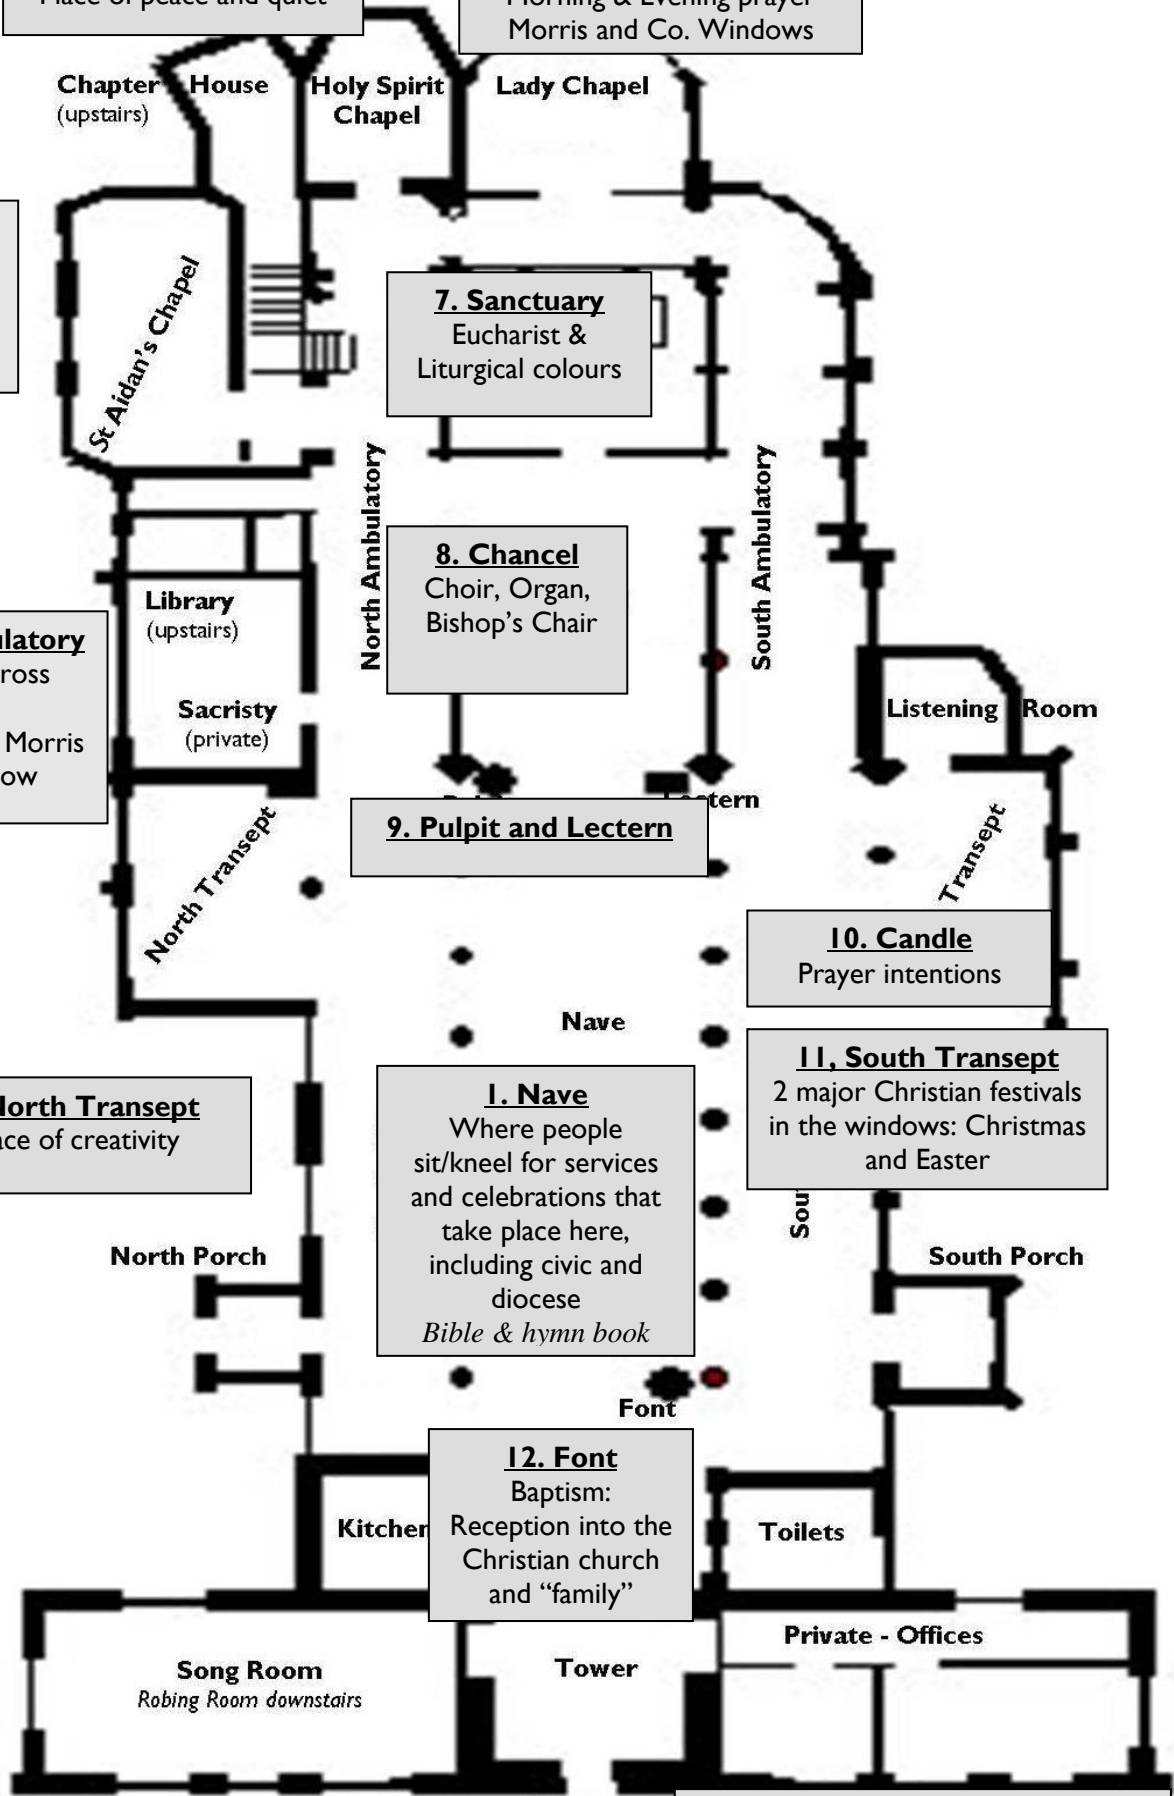 Place of peace and quiet
Morning & Evening prayer
Morris and Co. Windows
Chapter House
(upstairs)
Holy Spirit
Chapel
Lady Chapel
St Aidan's Chapel
7. Sanctuary
Eucharist &
Liturgical colours
North Ambulatory
South Ambulatory
8. Chancel
Choir, Organ,
Bishop's Chair
Library
(upstairs)
Sacristy
(private)
Morris
Listening Room
9. Pulpit and Lectern
North Transept
Transept
10. Candle
Prayer intentions
Nave
11, South Transept
2 major Christian festivals
in the windows: Christmas
and Easter
North Transept
of creativity
1. Nave
Where people
sit/kneel for services
and celebrations that
take place here,
including civic and
diocese
Bible & hymn book
North Porch
South Porch
Font
12. Font
Baptism:
Reception into the
Christian church
and “family”
Toilets
Private - Offices
Song Room
Robing Room downstairs
Tower